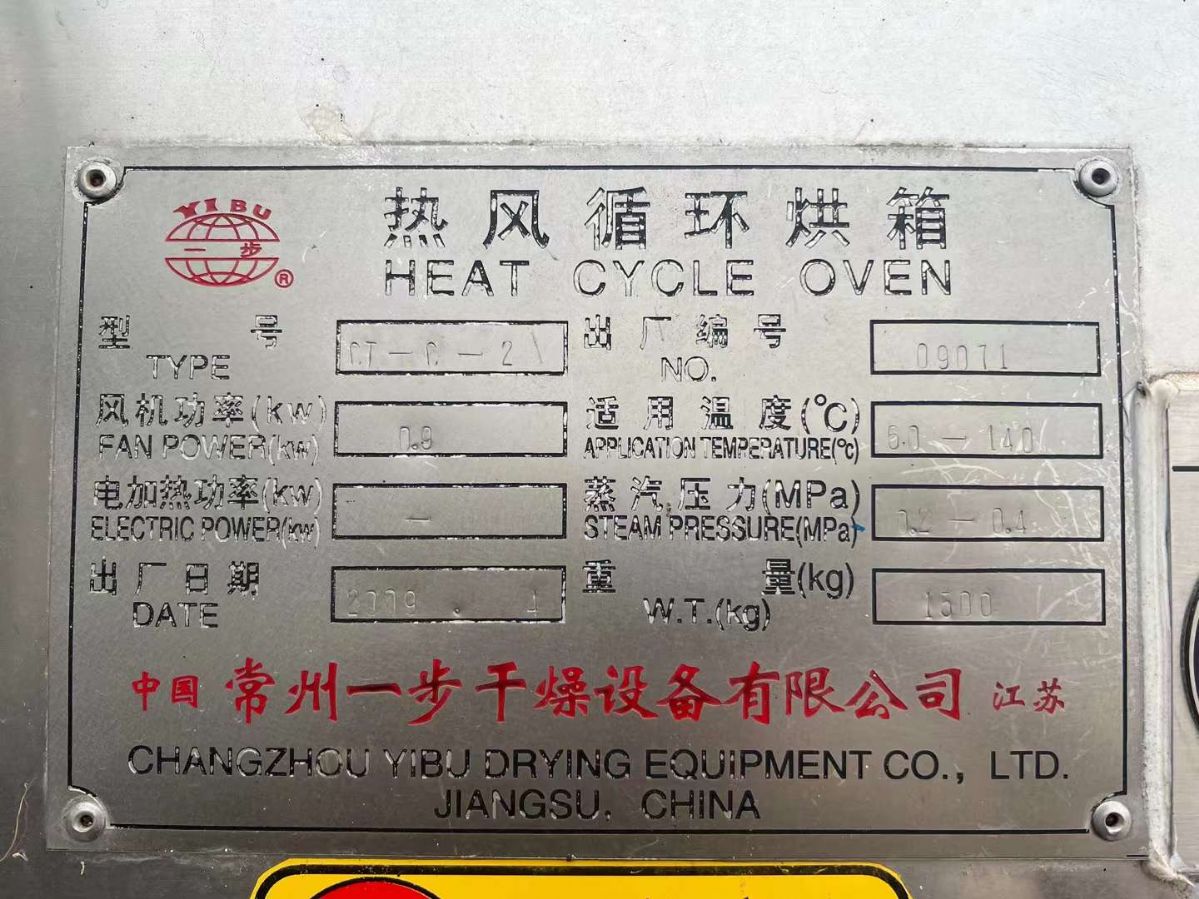 YIBU
一步
®
热风循环烘箱
HEAT CYCLE OVEN
型号 CT-C-2 出厂编号 09071
TYPE NO.
风机功率(kw) 0.9 适用温度(℃) 60-140
FAN POWER(kw) APPLICATION TEMPERATURE(℃)
电加热功率(kw) - 蒸汽压力(MPa) 0.2-0.4
ELECTRIC POWER(kw) STEAM PRESSURE(MPa)
出厂日期 2009.4 重量(kg) 1500
DATE W.T.(kg)
中国 常州一步干燥设备有限公司 江苏
CHANGZHOU YIBU DRYING EQUIPMENT CO., LTD.
JIANGSU, CHINA